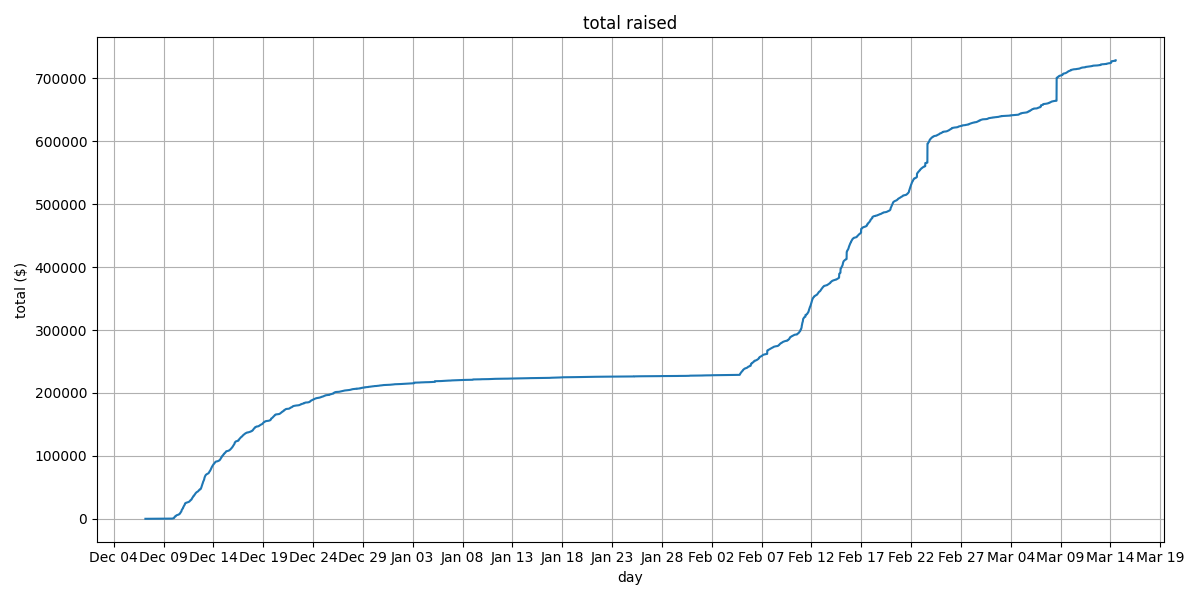 total raised
total ($)
700000
600000
500000
400000
300000
200000
100000
0
Dec 04 Dec 09 Dec 14 Dec 19 Dec 24 Dec 29 Jan 03 Jan 08 Jan 13 Jan 18 Jan 23 Jan 28 Feb 02 Feb 07 Feb 12 Feb 17 Feb 22 Feb 27 Mar 04 Mar 09 Mar 14 Mar 19
day